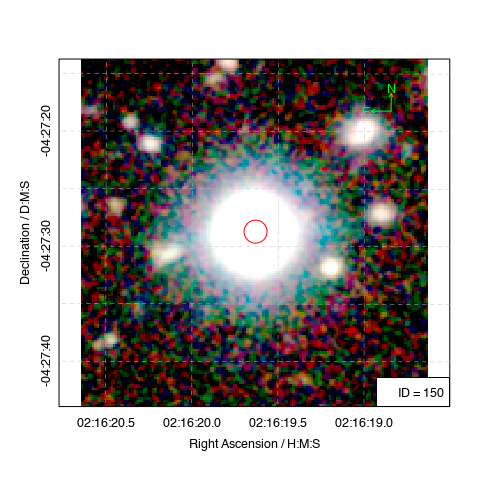 N
-04:27:20
-04:27:30
-04:27:40
Declination / D:M:S
ID = 150
02:16:20.5 02:16:20.0 02:16:19.5 02:16:19.0
Right Ascension / H:M:S